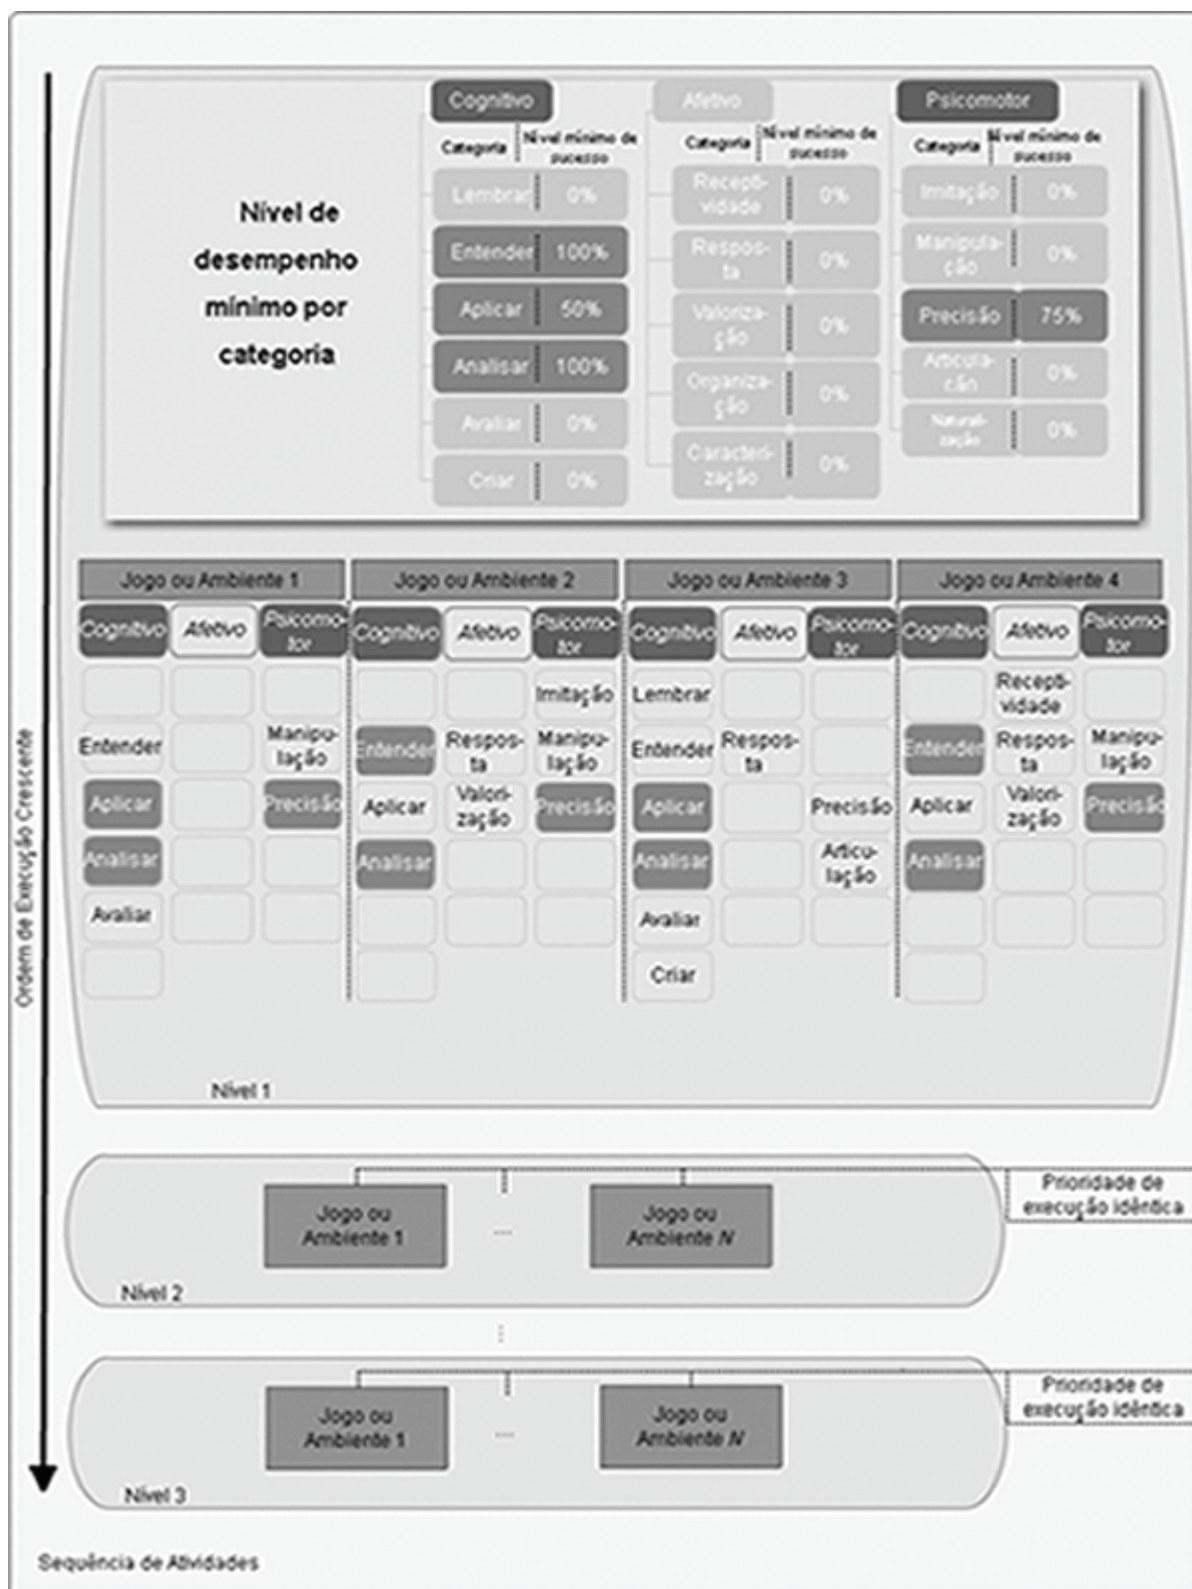 Cognitivo
Afetivo
Psicomotor
Categoria
Nível mínimo de
sucesso
Categoria
Nível mínimo de
sucesso
Categoria
Nível mínimo de
sucesso
Nível de
desempenho
mínimo por
categoria
Lembrar 0%
Entender 100%
Aplicar 50%
Analisar 100%
Avaliar 0%
Criar 0%
Recepti-
vidade 0%
Respos-
ta 0%
Valoriza-
ção 0%
Organiza-
ção 0%
Caracteri-
zação 0%
Imitação 0%
Manipula-
ção 0%
Precisão 75%
Articula-
cãn 0%
Naturali-
zação 0%
Jogo ou Ambiente 1
Cognitivo
Afetivo
Psicomo-
tor
Entender
Aplicar
Analisar
Avaliar
Manipu-
lação
Precisão
Jogo ou Ambiente 2
Cognitivo
Afetivo
Psicomo-
tor
Entender
Aplicar
Analisar
Respos-
ta
Valori-
zação
Imitação
Manipu-
lação
Precisão
Jogo ou Ambiente 3
Cognitivo
Afetivo
Psicomo-
tor
Lembrar
Entender
Aplicar
Analisar
Avaliar
Criar
Respos-
ta
Precisão
Articu-
lação
Jogo ou Ambiente 4
Cognitivo
Afetivo
Psicomo-
tor
Entender
Aplicar
Analisar
Recepti-
vidade
Respos-
ta
Valori-
zação
Manipu-
lação
Precisão
Nível 1
Ordem de Execução Crescente
Jogo ou
Ambiente 1
...
Jogo ou
Ambiente N
Prioridade de
execução idêntica
Nível 2
...
Jogo ou
Ambiente 1
...
Jogo ou
Ambiente N
Prioridade de
execução idêntica
Nível 3
Sequência de Atividades